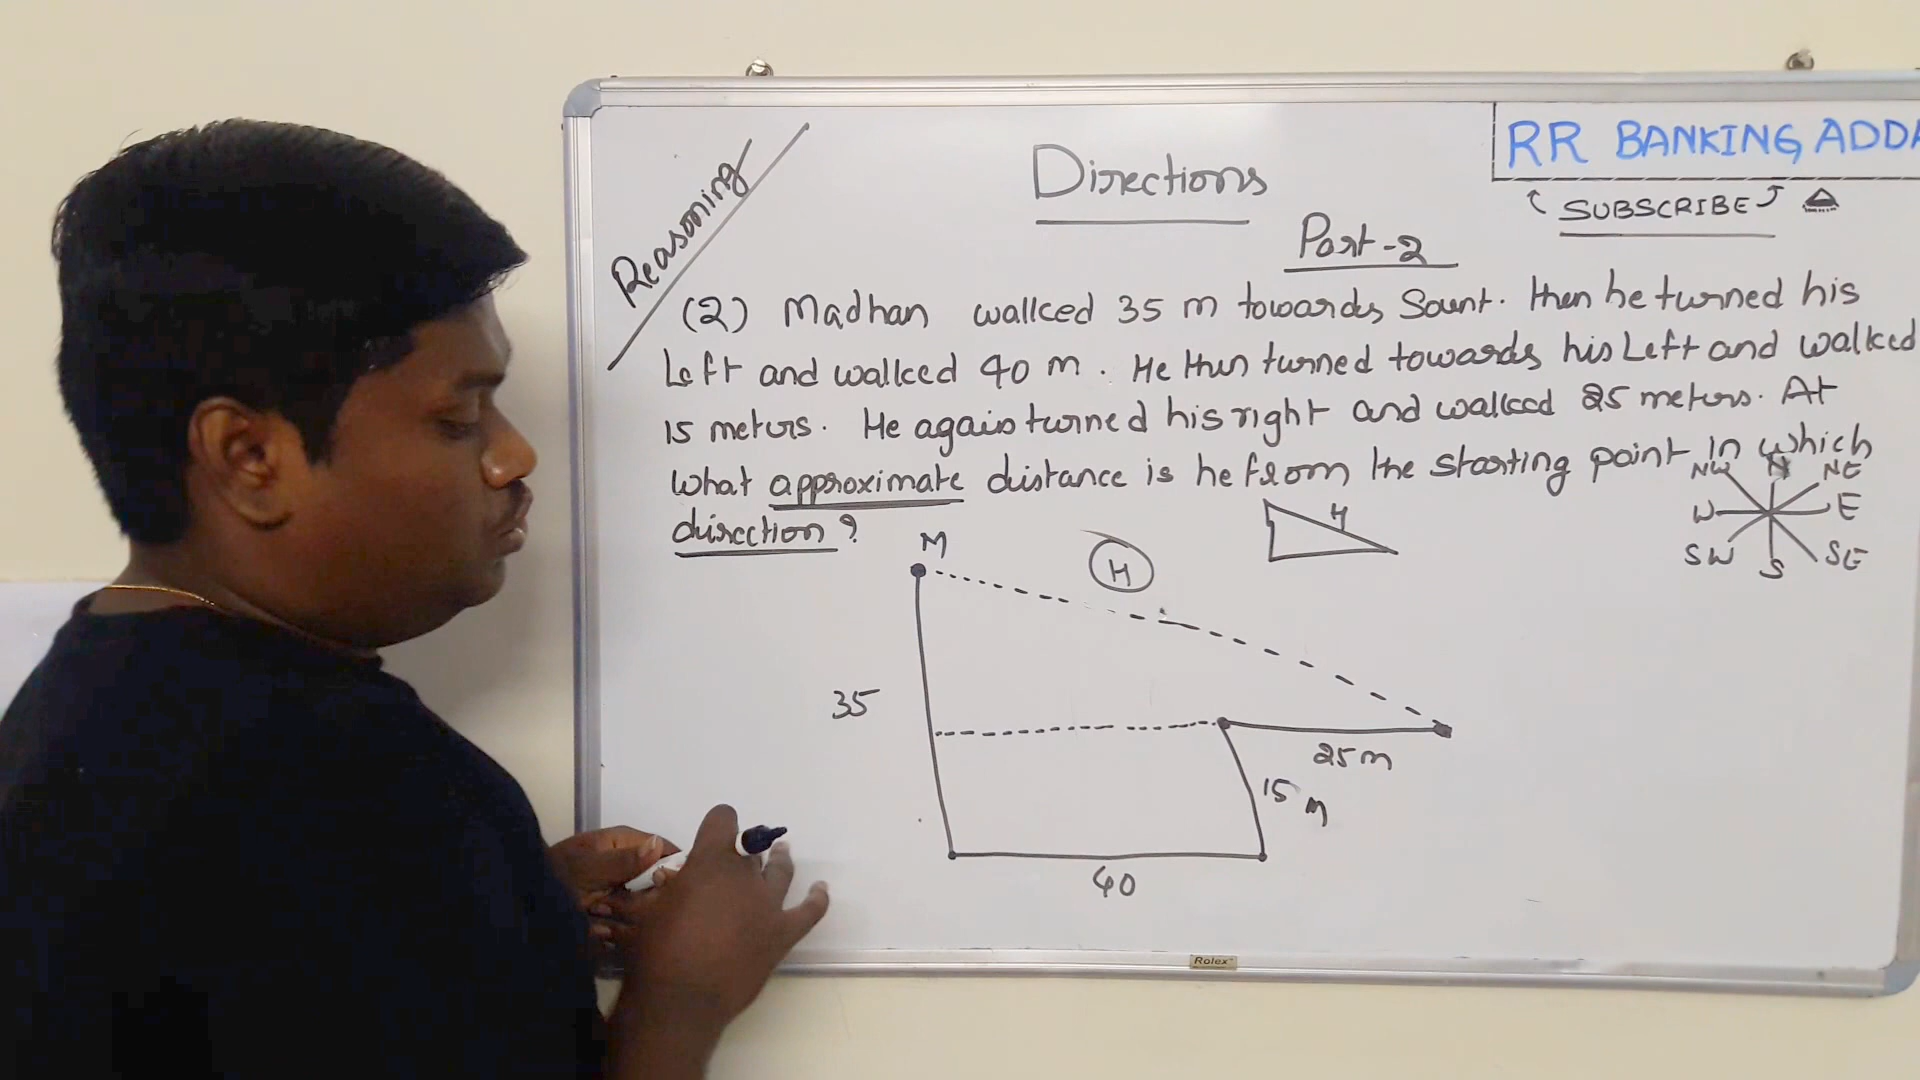 Reasoning
Directions
RR BANKING ADDA
SUBSCRIBE
Part-2
(2) Madhan walked 35 m towards Sount. then he turned his
Left and walked 40 m. He then turned towards his Left and walked
15 meters. He again turned his right and walked 25 meters. At
what approximate distance is he from the starting point in which
direction?
NW N NE
W E
SW S SE
M
H
H
35
25m
15 m
40
Rolex